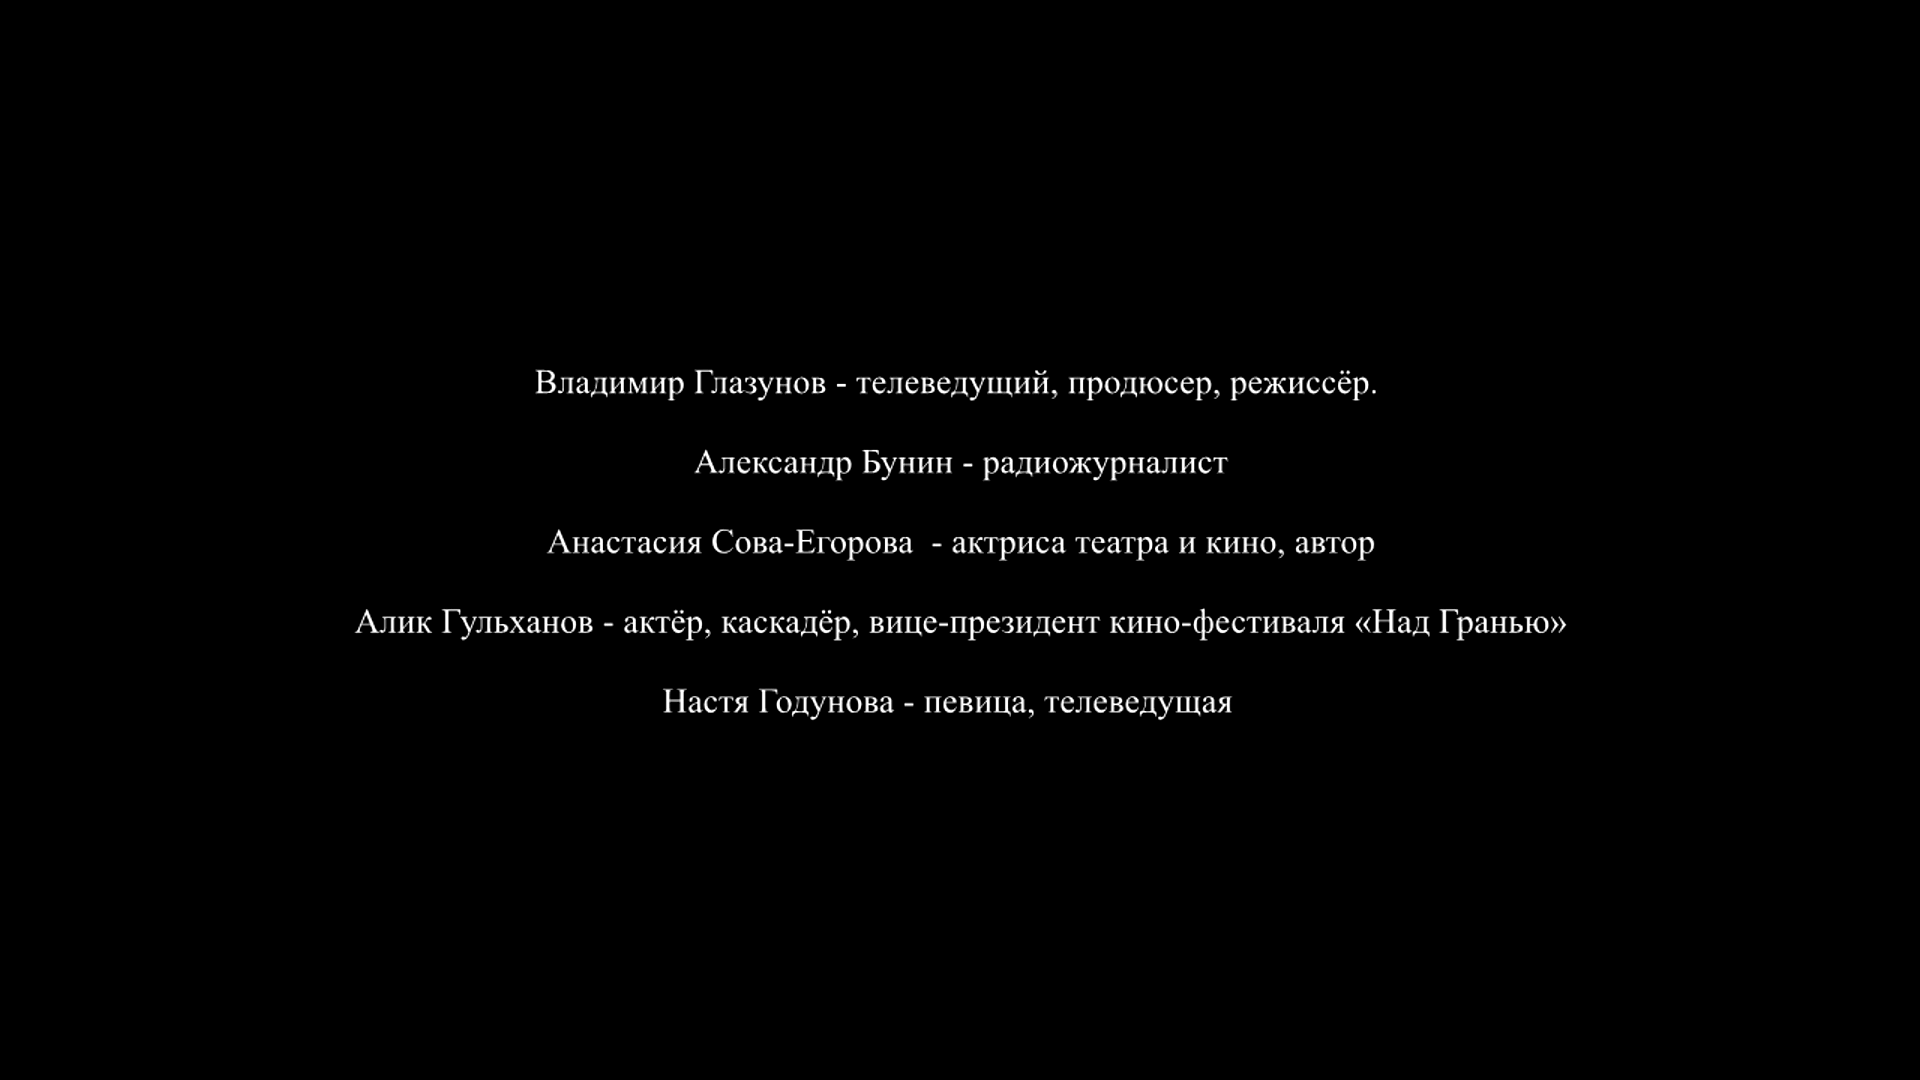 Владимир Глазунов - телеведущий, продюсер, режиссёр.
Александр Бунин - радиожурналист
Анастасия Сова-Егорова  - актриса театра и кино, автор
Алик Гульханов - актёр, каскадёр, вице-президент кино-фестиваля «Над Гранью»
Настя Годунова - певица, телеведущая